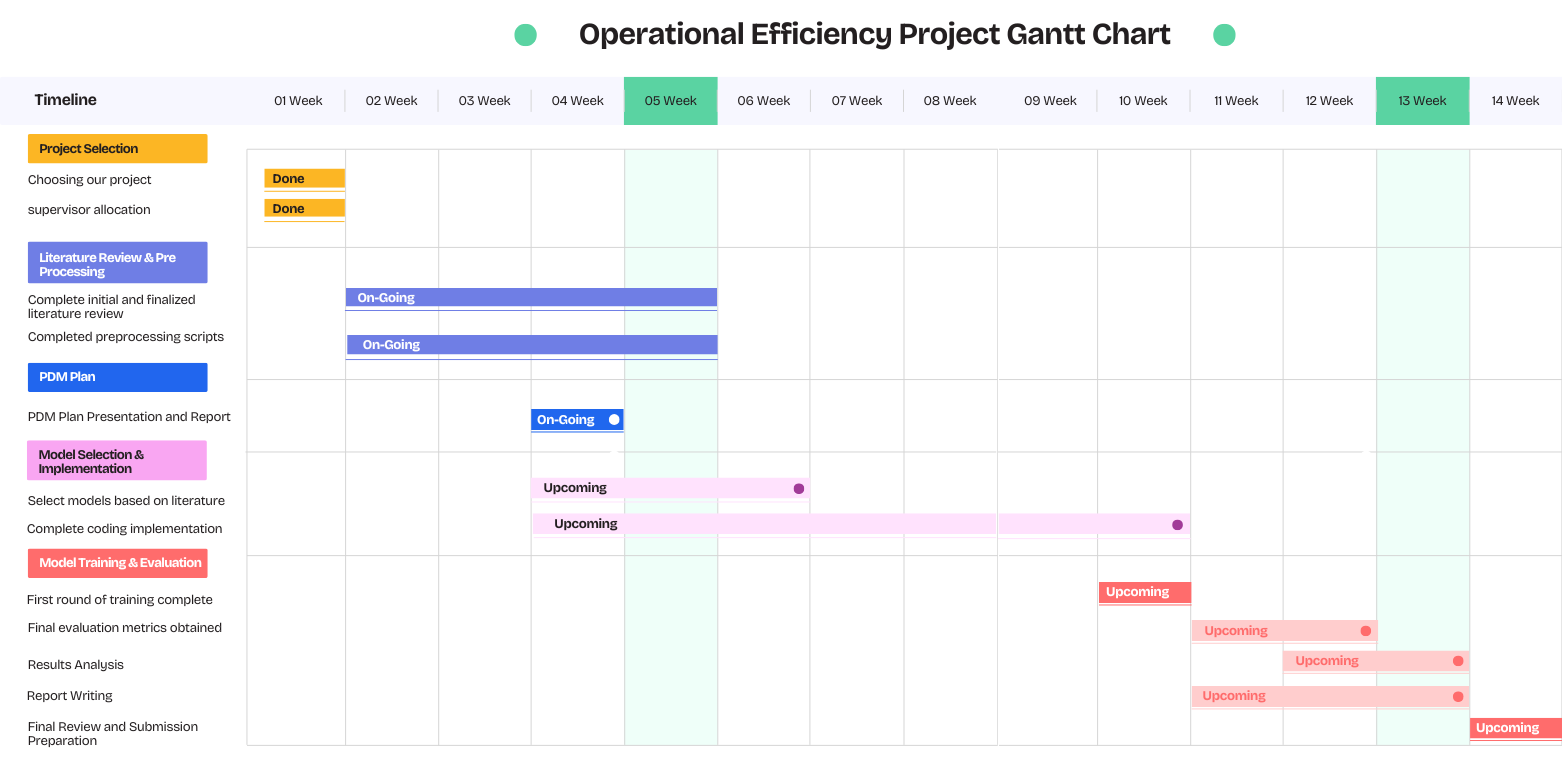 Operational Efficiency Project Gantt Chart
Timeline
01 Week
02 Week
03 Week
04 Week
05 Week
06 Week
07 Week
08 Week
09 Week
10 Week
11 Week
12 Week
13 Week
14 Week
Project Selection
Choosing our project
Done
supervisor allocation
Done
Literature Review & Pre
Processing
Complete initial and finalized
literature review
On-Going
Completed preprocessing scripts
On-Going
PDM Plan
PDM Plan Presentation and Report
On-Going
Model Selection &
Implementation
Select models based on literature
Upcoming
Complete coding implementation
Upcoming
Model Training & Evaluation
First round of training complete
Upcoming
Final evaluation metrics obtained
Upcoming
Results Analysis
Upcoming
Report Writing
Upcoming
Final Review and Submission
Preparation
Upcoming